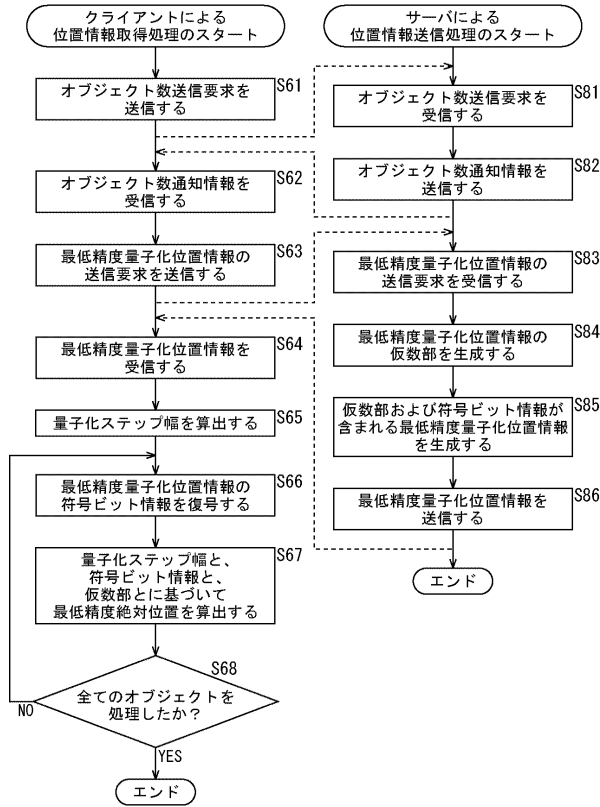 クライアントによる
位置情報取得処理のスタート
S61
オブジェクト数送信要求を
送信する
S62
オブジェクト数通知情報を
受信する
S63
最低精度量子化位置情報の
送信要求を送信する
S64
最低精度量子化位置情報を
受信する
S65
量子化ステップ幅を算出する
S66
最低精度量子化位置情報の
符号ビット情報を復号する
S67
量子化ステップ幅と、
符号ビット情報と、
仮数部とに基づいて
最低精度絶対位置を算出する
S68
全てのオブジェクトを
処理したか？
NO
YES
エンド
サーバによる
位置情報送信処理のスタート
S81
オブジェクト数送信要求を
受信する
S82
オブジェクト数通知情報を
送信する
S83
最低精度量子化位置情報の
送信要求を受信する
S84
最低精度量子化位置情報の
仮数部を生成する
S85
仮数部および符号ビット情報が
含まれる最低精度量子化位置情報
を生成する
S86
最低精度量子化位置情報を
送信する
エンド